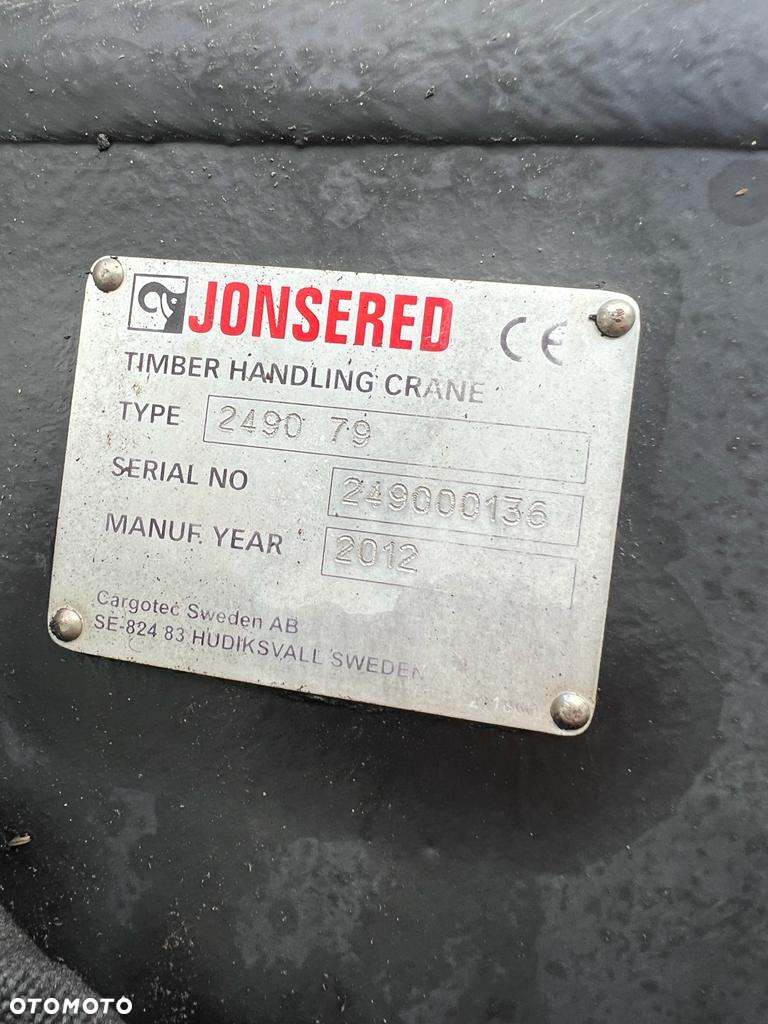 JONSERED CE
TIMBER HANDLING CRANE
TYPE 2490 79
SERIAL NO 249000136
MANUF. YEAR 2012
Cargotec Sweden AB
SE-824 83 HUDIKSVALL SWEDEN
OTOMOTO